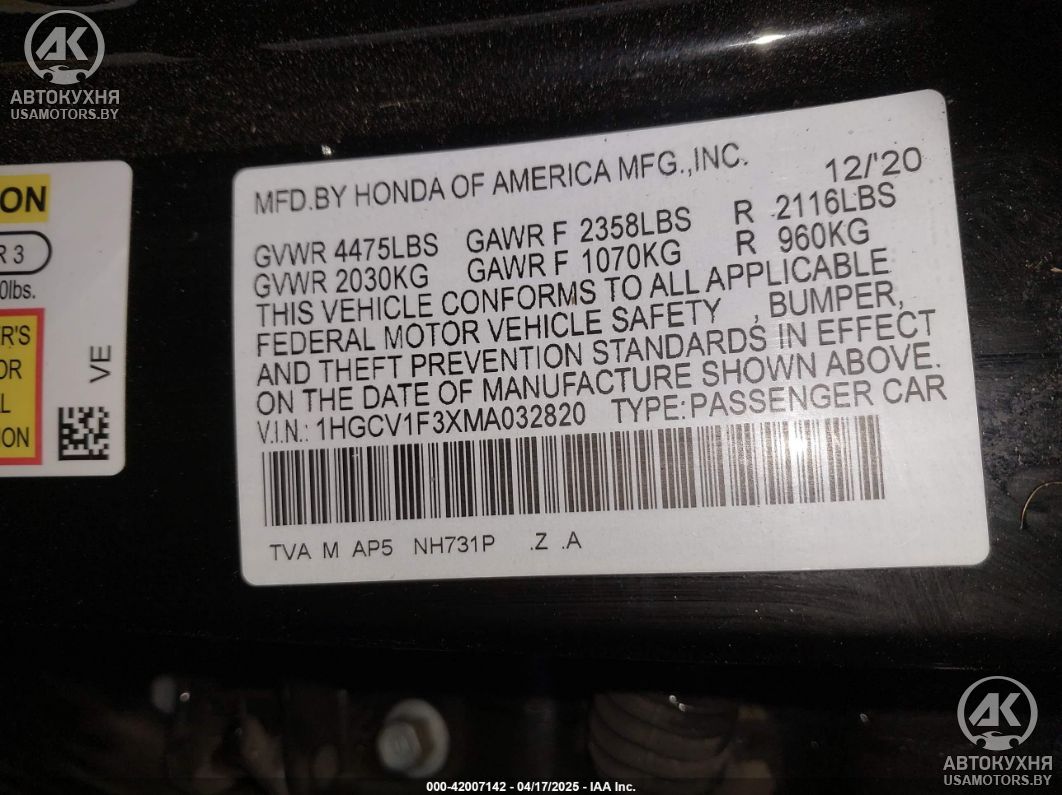 AK
АВТОКУХНЯ
USAMOTORS.BY
ON
R 3
0lbs.
R'S
OR
L
ION
VE
MFD.BY HONDA OF AMERICA MFG.,INC. 12/'20
GVWR 4475LBS GAWR F 2358LBS R 2116LBS
GVWR 2030KG GAWR F 1070KG R 960KG
THIS VEHICLE CONFORMS TO ALL APPLICABLE
FEDERAL MOTOR VEHICLE SAFETY , BUMPER,
AND THEFT PREVENTION STANDARDS IN EFFECT
ON THE DATE OF MANUFACTURE SHOWN ABOVE.
V.I.N.: 1HGCV1F3XMA032820 TYPE:PASSENGER CAR
TVA M AP5 NH731P .Z .A
AK
АВТОКУХНЯ
USAMOTORS.BY
000-42007142 - 04/17/2025 - IAA Inc.